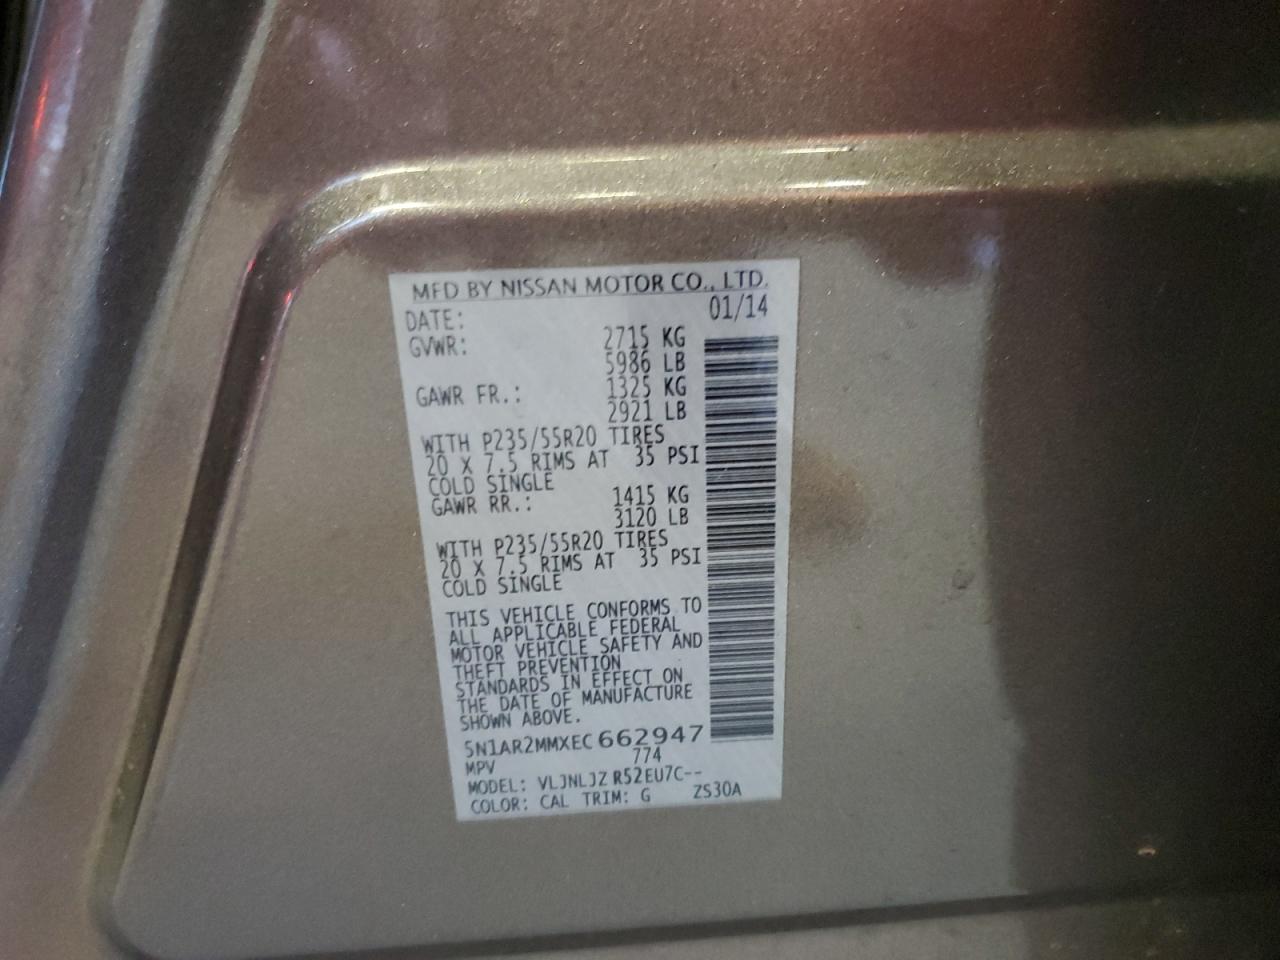 MFD BY NISSAN MOTOR CO., LTD.
DATE: 01/14
GVWR: 2715 KG
5986 LB
GAWR FR.: 1325 KG
2921 LB
WITH P235/55R20 TIRES
20 X 7.5 RIMS AT 35 PSI
COLD SINGLE
GAWR RR.: 1415 KG
3120 LB
WITH P235/55R20 TIRES
20 X 7.5 RIMS AT 35 PSI
COLD SINGLE
THIS VEHICLE CONFORMS TO
ALL APPLICABLE FEDERAL
MOTOR VEHICLE SAFETY AND
THEFT PREVENTION
STANDARDS IN EFFECT ON
THE DATE OF MANUFACTURE
SHOWN ABOVE.
5N1AR2MMXEC662947
MPV 774
MODEL: VLJNLJZ R52EU7C--
COLOR: CAL TRIM: G ZS30A